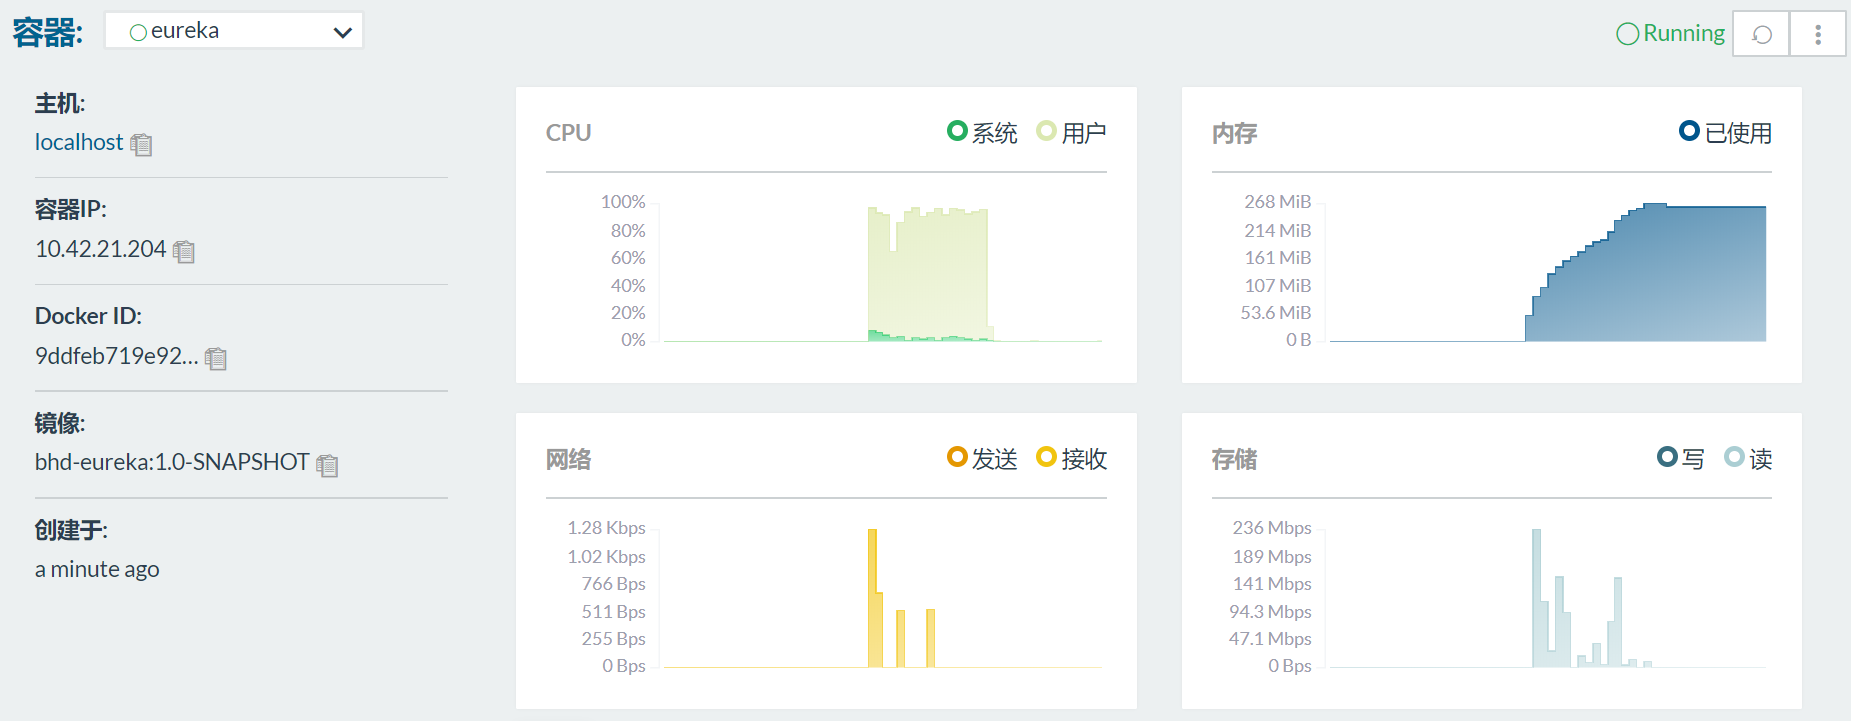 容器:
eureka
Running
主机:
localhost
容器IP:
10.42.21.204
Docker ID:
9ddfeb719e92...
镜像:
bhd-eureka:1.0-SNAPSHOT
创建于:
a minute ago
CPU
系统 用户
100%
80%
60%
40%
20%
0%
内存
已使用
268 MiB
214 MiB
161 MiB
107 MiB
53.6 MiB
0 B
网络
发送 接收
1.28 Kbps
1.02 Kbps
766 Bps
511 Bps
255 Bps
0 Bps
存储
写 读
236 Mbps
189 Mbps
141 Mbps
94.3 Mbps
47.1 Mbps
0 Bps